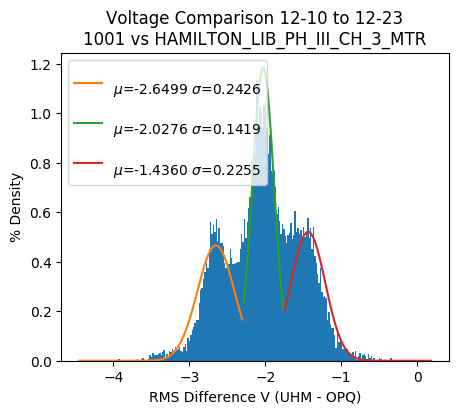 Voltage Comparison 12-10 to 12-23
1001 vs HAMILTON_LIB_PH_III_CH_3_MTR
μ=-2.6499 σ=0.2426
μ=-2.0276 σ=0.1419
μ=-1.4360 σ=0.2255
% Density
1.2
1.0
0.8
0.6
0.4
0.2
0.0
−4 −3 −2 −1 0
RMS Difference V (UHM - OPQ)